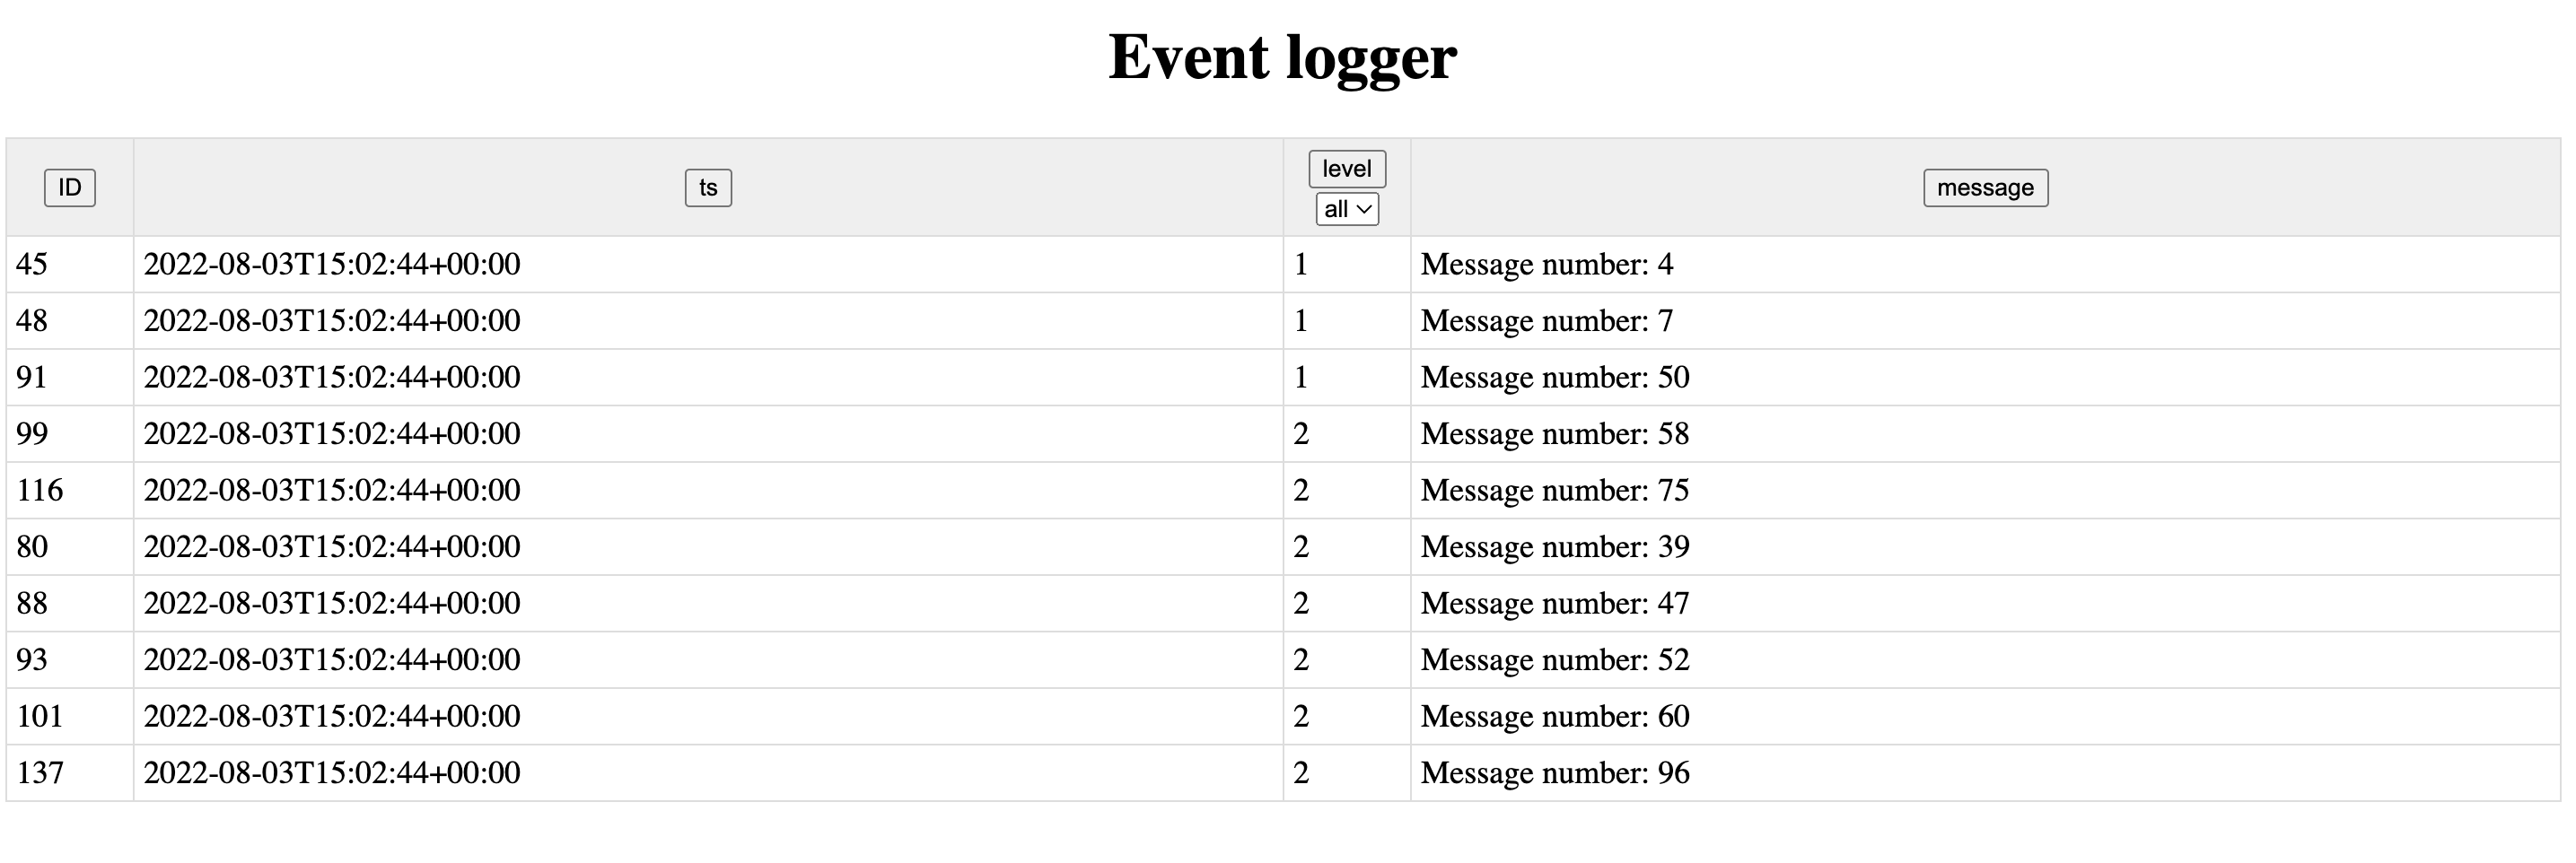 Event logger
ID ts level message
all
45 2022-08-03T15:02:44+00:00 1 Message number: 4
48 2022-08-03T15:02:44+00:00 1 Message number: 7
91 2022-08-03T15:02:44+00:00 1 Message number: 50
99 2022-08-03T15:02:44+00:00 2 Message number: 58
116 2022-08-03T15:02:44+00:00 2 Message number: 75
80 2022-08-03T15:02:44+00:00 2 Message number: 39
88 2022-08-03T15:02:44+00:00 2 Message number: 47
93 2022-08-03T15:02:44+00:00 2 Message number: 52
101 2022-08-03T15:02:44+00:00 2 Message number: 60
137 2022-08-03T15:02:44+00:00 2 Message number: 96